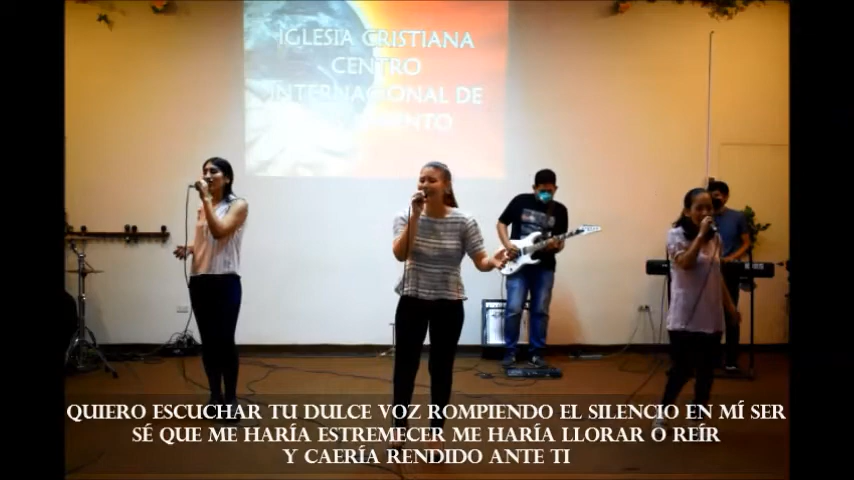 IGLESIA CRISTIANA
CENTRO
INTERNACIONAL DE
QUIERO ESCUCHAR TU DULCE VOZ ROMPIENDO EL SILENCIO EN MÍ SER
SÉ QUE ME HARÍA ESTREMECER ME HARÍA LLORAR O REÍR
Y CAERÍA RENDIDO ANTE TI